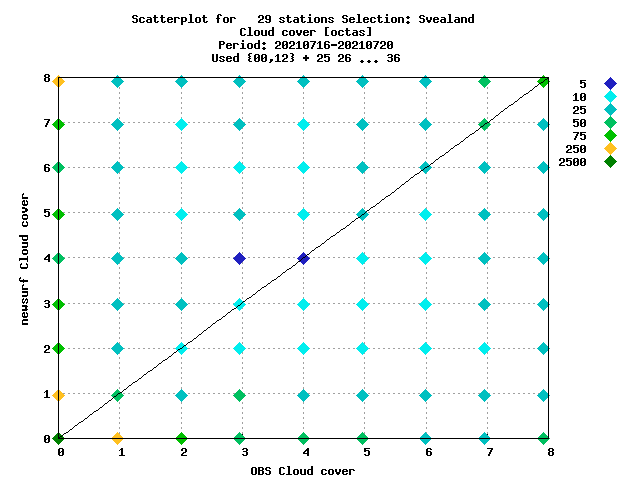 Scatterplot for   29 stations Selection: Svealand
Cloud cover [octas]
Period: 20210716-20210720
Used {00,12} + 25 26 ... 36
8
7
6
5
4
3
2
1
0
newsurf Cloud cover
0 1 2 3 4 5 6 7 8
OBS Cloud cover
5
10
25
50
75
250
2500